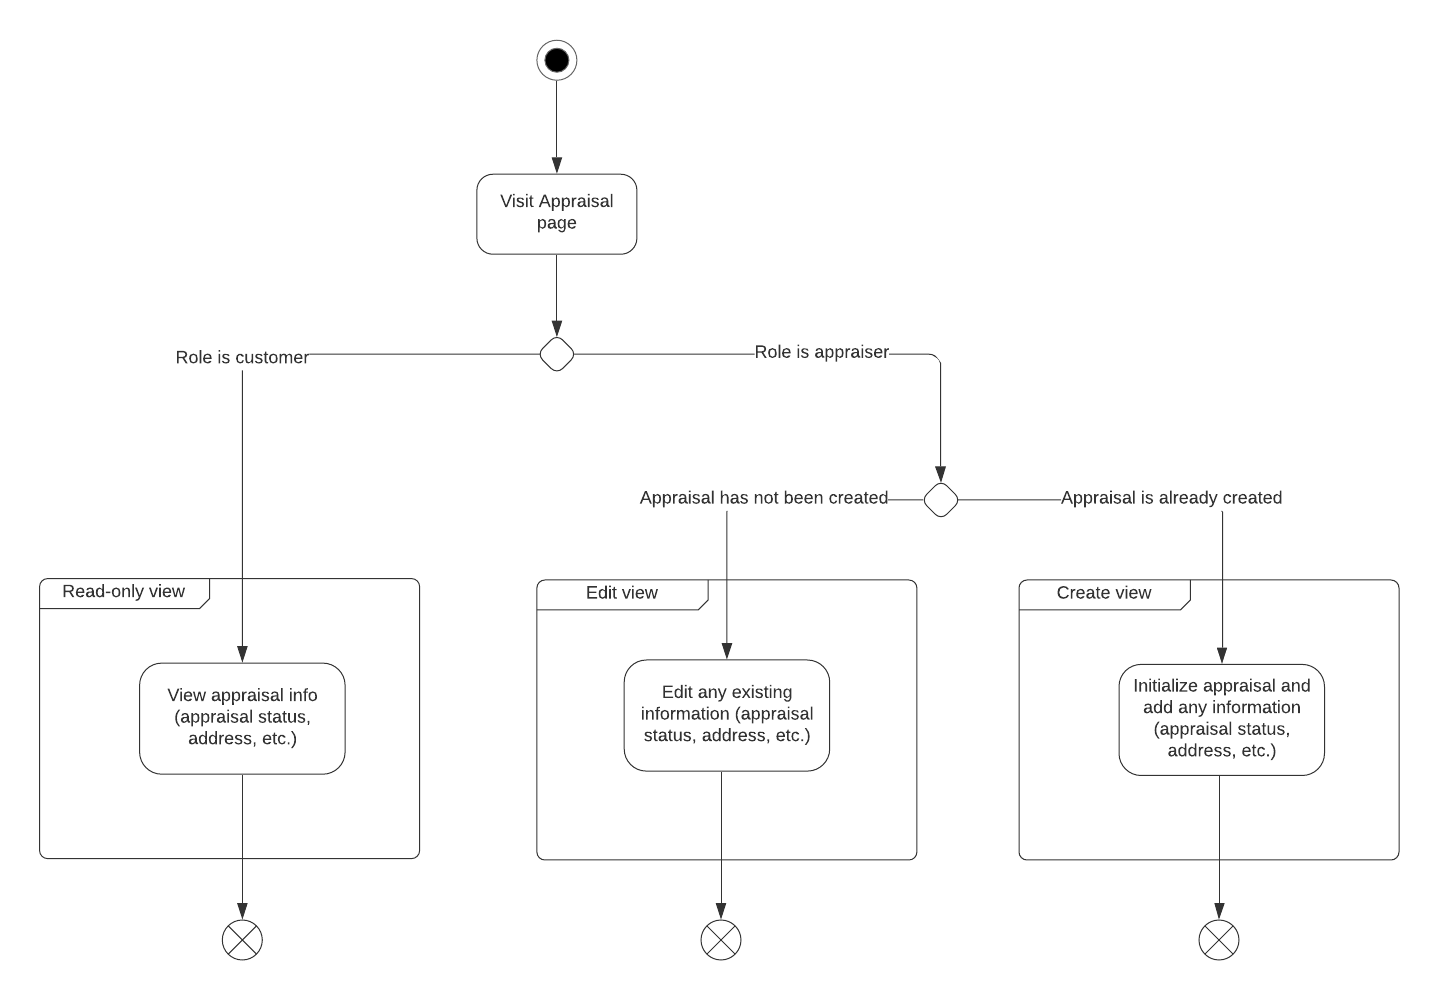 Visit Appraisal
page
Role is customer
Role is appraiser
Appraisal has not been created
Appraisal is already created
Read-only view
Edit view
Create view
View appraisal info
(appraisal status,
address, etc.)
Edit any existing
information (appraisal
status, address, etc.)
Initialize appraisal and
add any information
(appraisal status,
address, etc.)